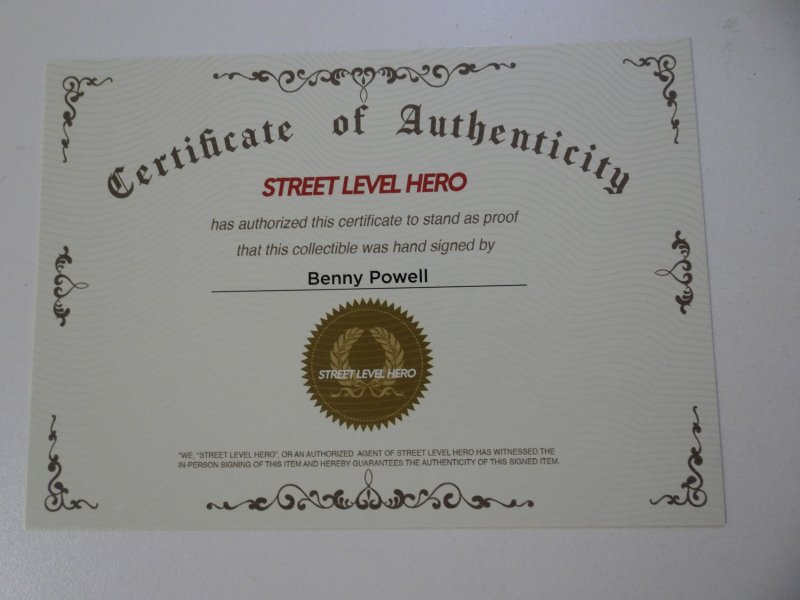 Certificate of Authenticity
STREET LEVEL HERO
has authorized this certificate to stand as proof
that this collectible was hand signed by
Benny Powell
STREET LEVEL HERO
"WE, "STREET LEVEL HERO", OR AN AUTHORIZED AGENT OF STREET LEVEL HERO HAS WITNESSED THE
IN-PERSON SIGNING OF THIS ITEM AND HEREBY GUARANTEES THE AUTHENTICITY OF THIS SIGNED ITEM.